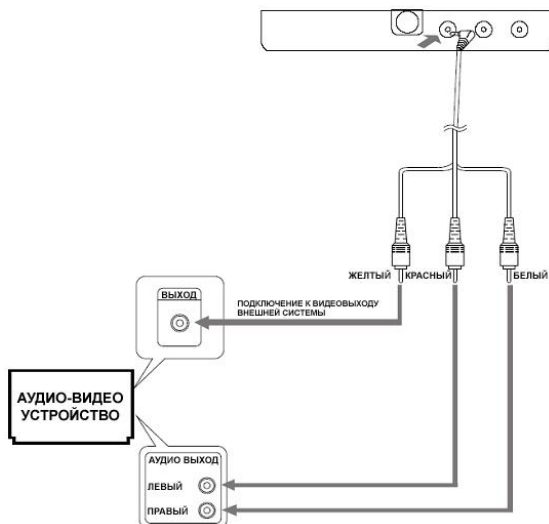 ЖЕЛТЫЙ
КРАСНЫЙ
БЕЛЫЙ
ВЫХОД
ПОДКЛЮЧЕНИЕ К ВИДЕОВЫХОДУ
ВНЕШНЕЙ СИСТЕМЫ
АУДИО-ВИДЕО
УСТРОЙСТВО
АУДИО ВЫХОД
ЛЕВЫЙ
ПРАВЫЙ